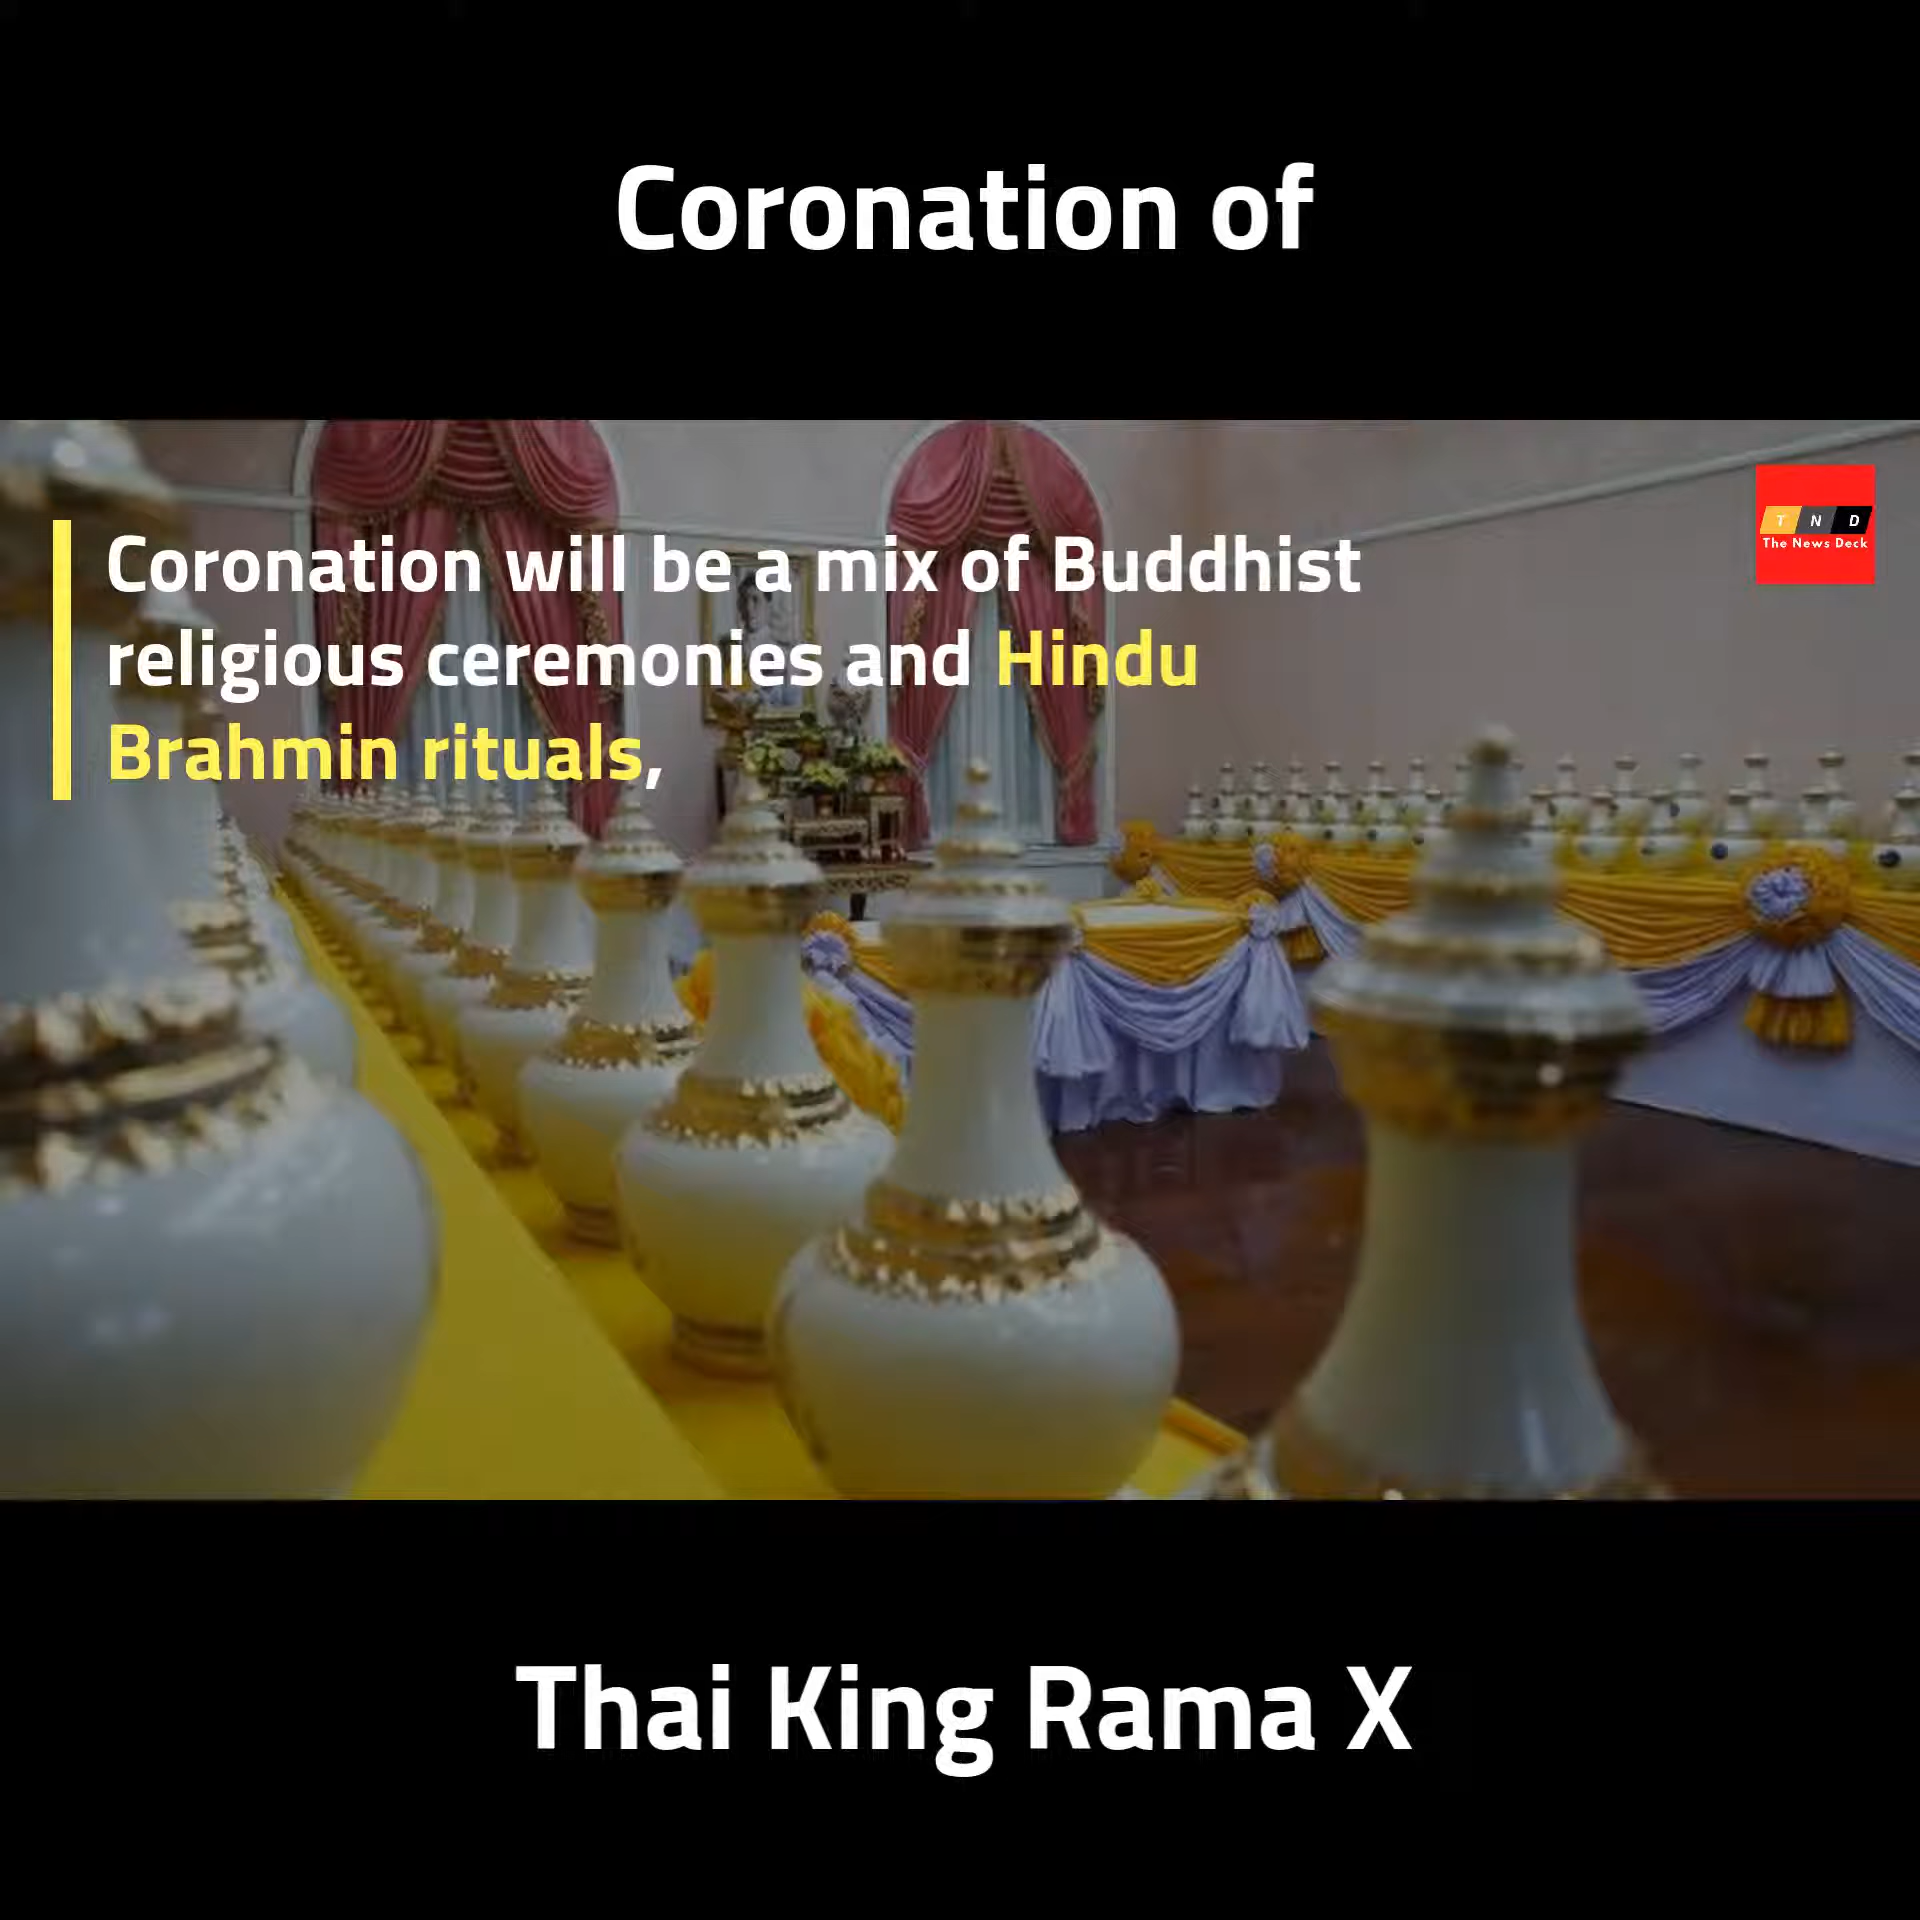 Coronation of
T N D
The News Deck
Coronation will be a mix of Buddhist
religious ceremonies and Hindu
Brahmin rituals,
Thai King Rama X